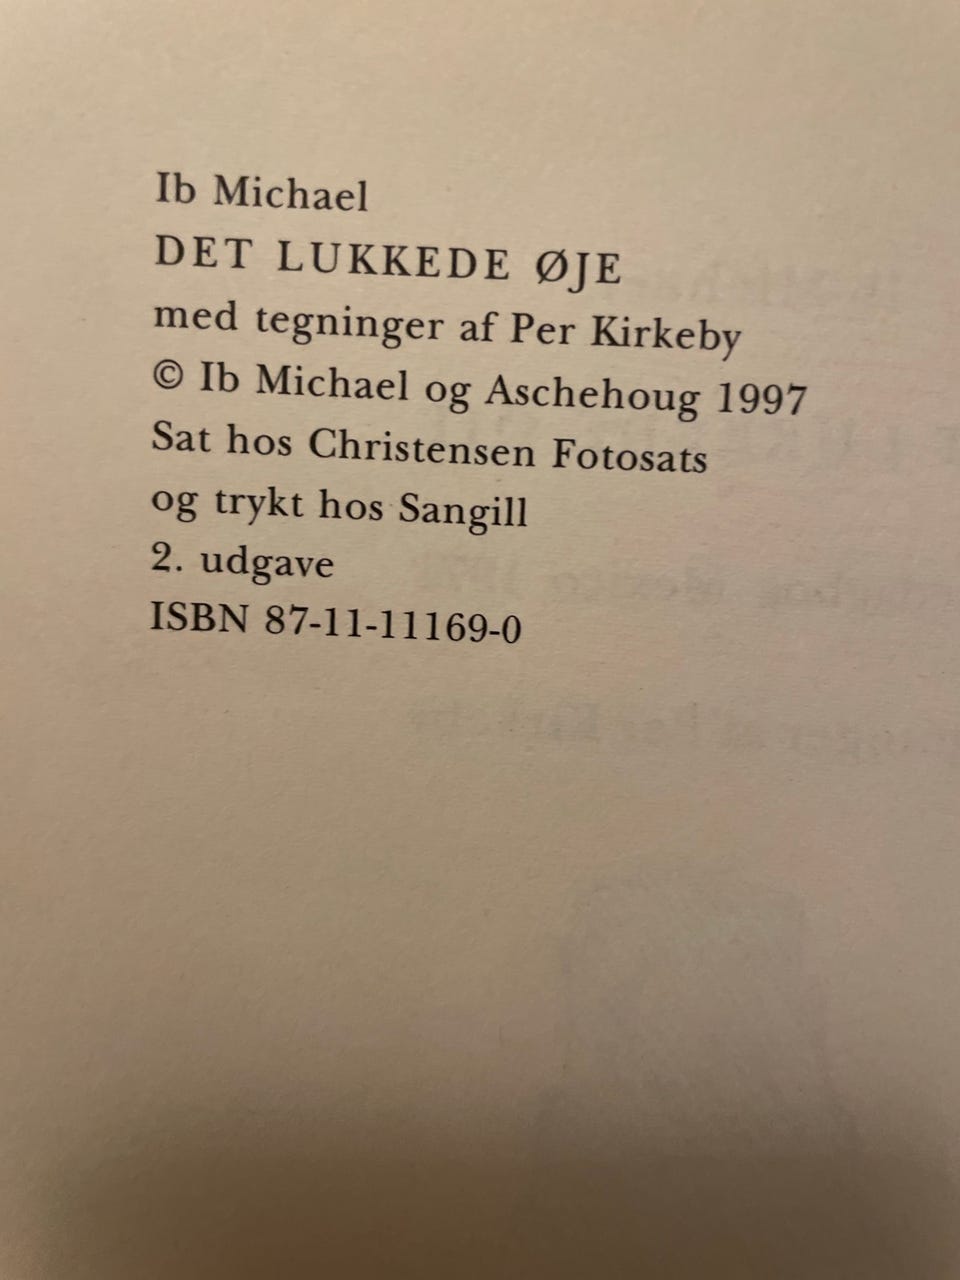 Ib Michael
DET LUKKEDE ØJE
med tegninger af Per Kirkeby
© Ib Michael og Aschehoug 1997
Sat hos Christensen Fotosats
og trykt hos Sangill
2. udgave
ISBN 87-11-11169-0